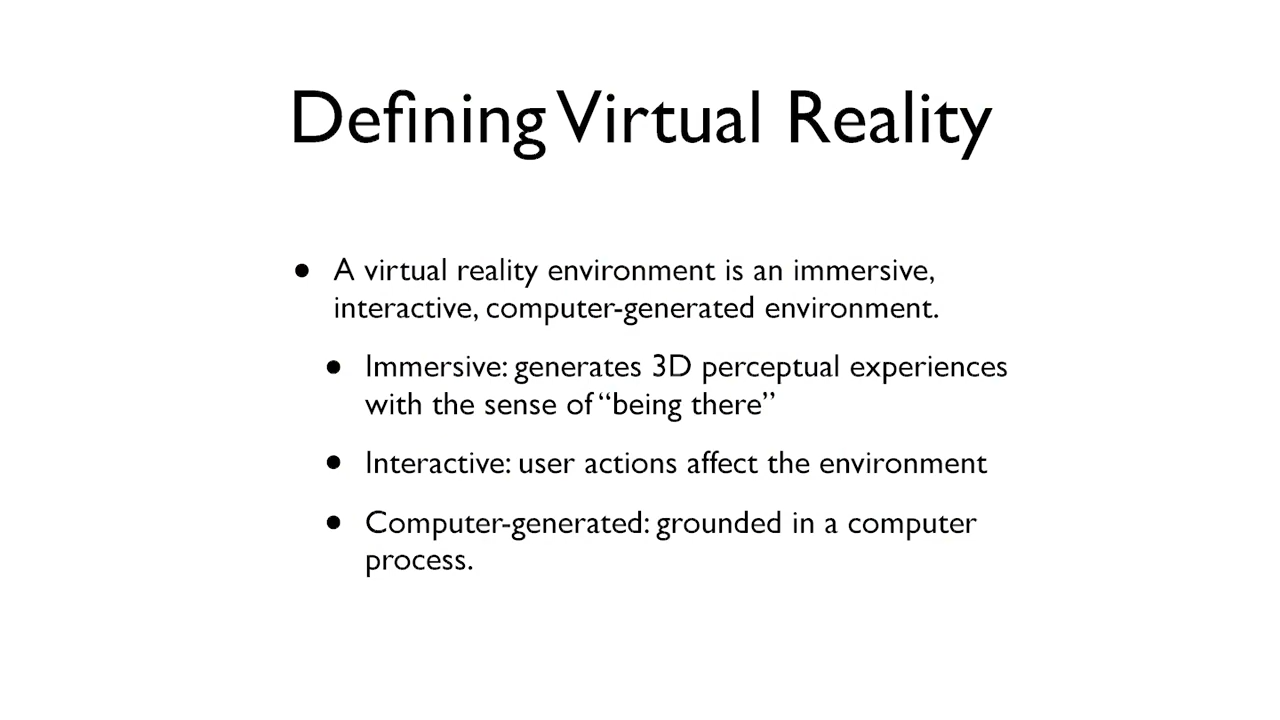 Defining Virtual Reality
• A virtual reality environment is an immersive,
interactive, computer-generated environment.
• Immersive: generates 3D perceptual experiences
with the sense of “being there”
• Interactive: user actions affect the environment
• Computer-generated: grounded in a computer
process.